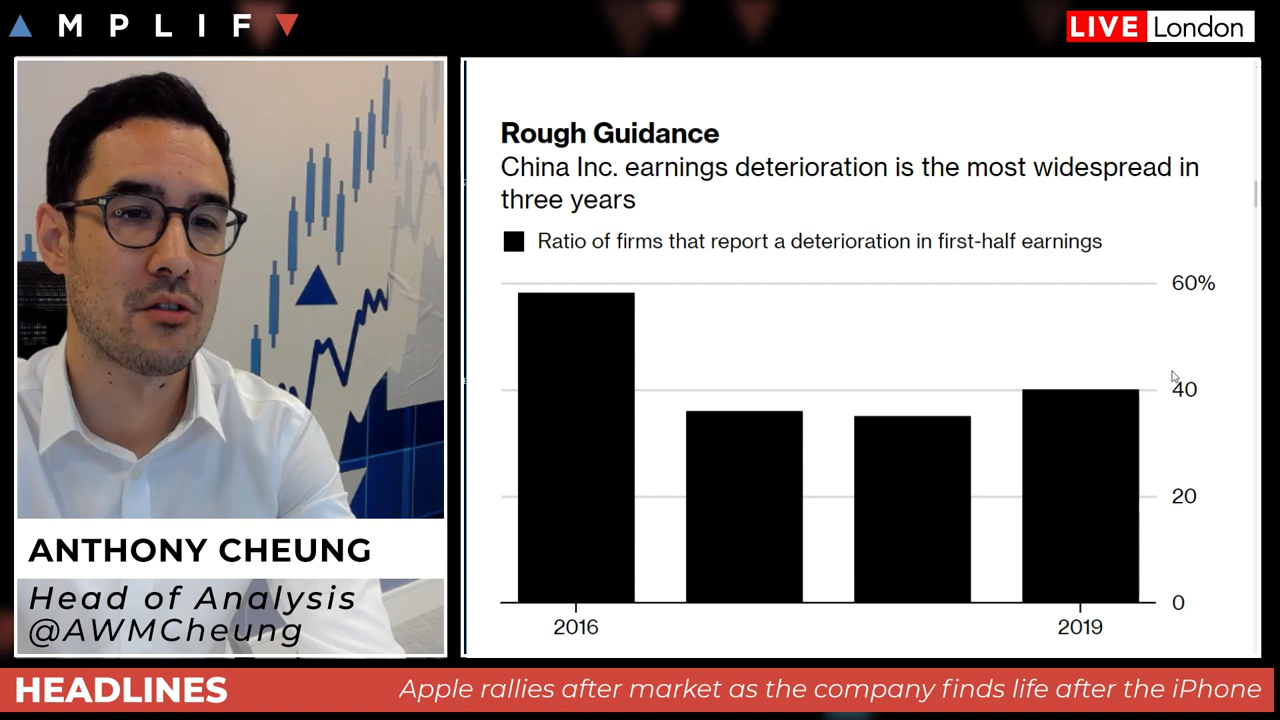 ▲ M P L I F ▼
LIVE London
Rough Guidance
China Inc. earnings deterioration is the most widespread in
three years
Ratio of firms that report a deterioration in first-half earnings
60%
40
20
0
2016
2019
ANTHONY CHEUNG
Head of Analysis
@AWMCheung
HEADLINES
Apple rallies after market as the company finds life after the iPhone